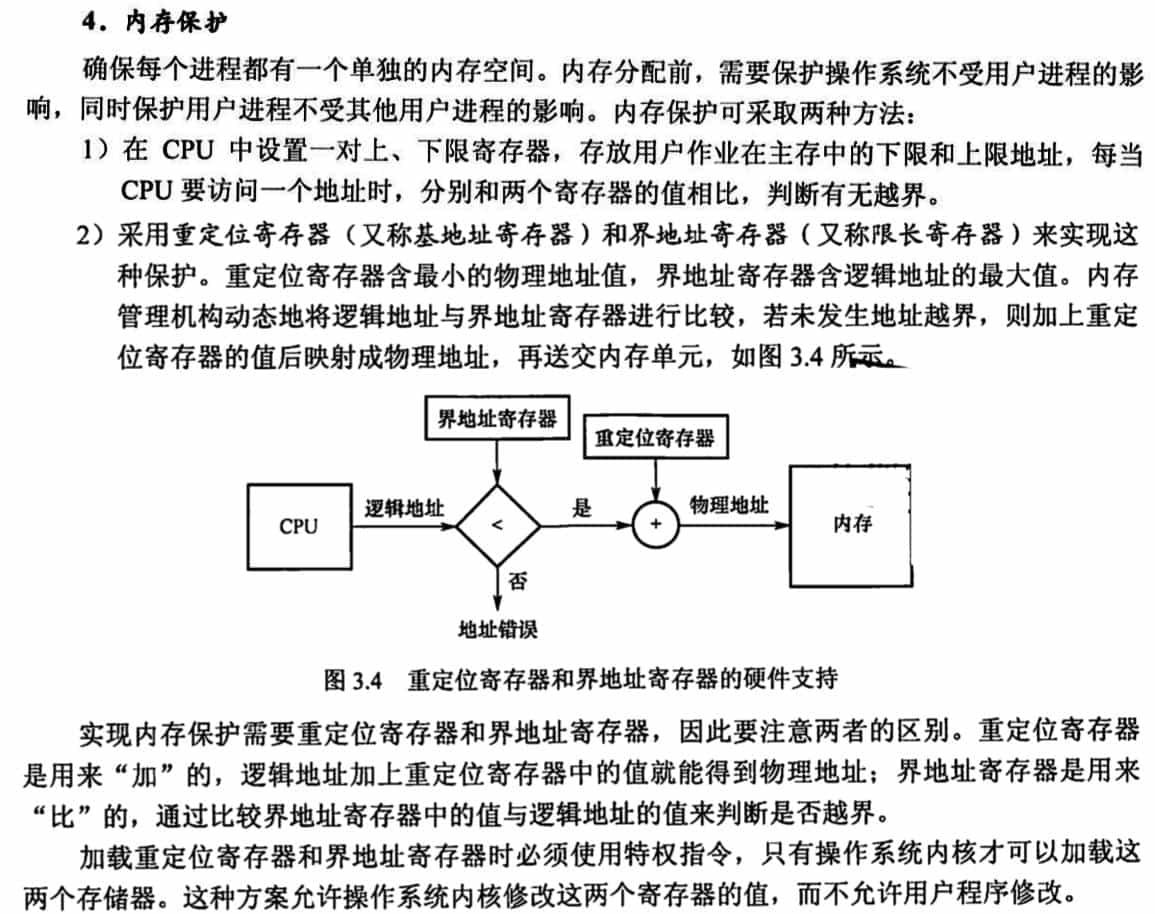 4．内存保护
确保每个进程都有一个单独的内存空间。内存分配前，需要保护操作系统不受用户进程的影
响，同时保护用户进程不受其他用户进程的影响。内存保护可采取两种方法：
1）在 CPU 中设置一对上、下限寄存器，存放用户作业在主存中的下限和上限地址，每当
CPU 要访问一个地址时，分别和两个寄存器的值相比，判断有无越界。
2）采用重定位寄存器（又称基地址寄存器）和界地址寄存器（又称限长寄存器）来实现这
种保护。重定位寄存器含最小的物理地址值，界地址寄存器含逻辑地址的最大值。内存
管理机构动态地将逻辑地址与界地址寄存器进行比较，若未发生地址越界，则加上重定
位寄存器的值后映射成物理地址，再送交内存单元，如图 3.4 所示。
界地址寄存器
重定位寄存器
CPU
逻辑地址
<
是
+
物理地址
内存
否
地址错误
图 3.4 重定位寄存器和界地址寄存器的硬件支持
实现内存保护需要重定位寄存器和界地址寄存器，因此要注意两者的区别。重定位寄存器
是用来“加”的，逻辑地址加上重定位寄存器中的值就能得到物理地址；界地址寄存器是用来
“比”的，通过比较界地址寄存器中的值与逻辑地址的值来判断是否越界。
加载重定位寄存器和界地址寄存器时必须使用特权指令，只有操作系统内核才可以加载这
两个存储器。这种方案允许操作系统内核修改这两个寄存器的值，而不允许用户程序修改。